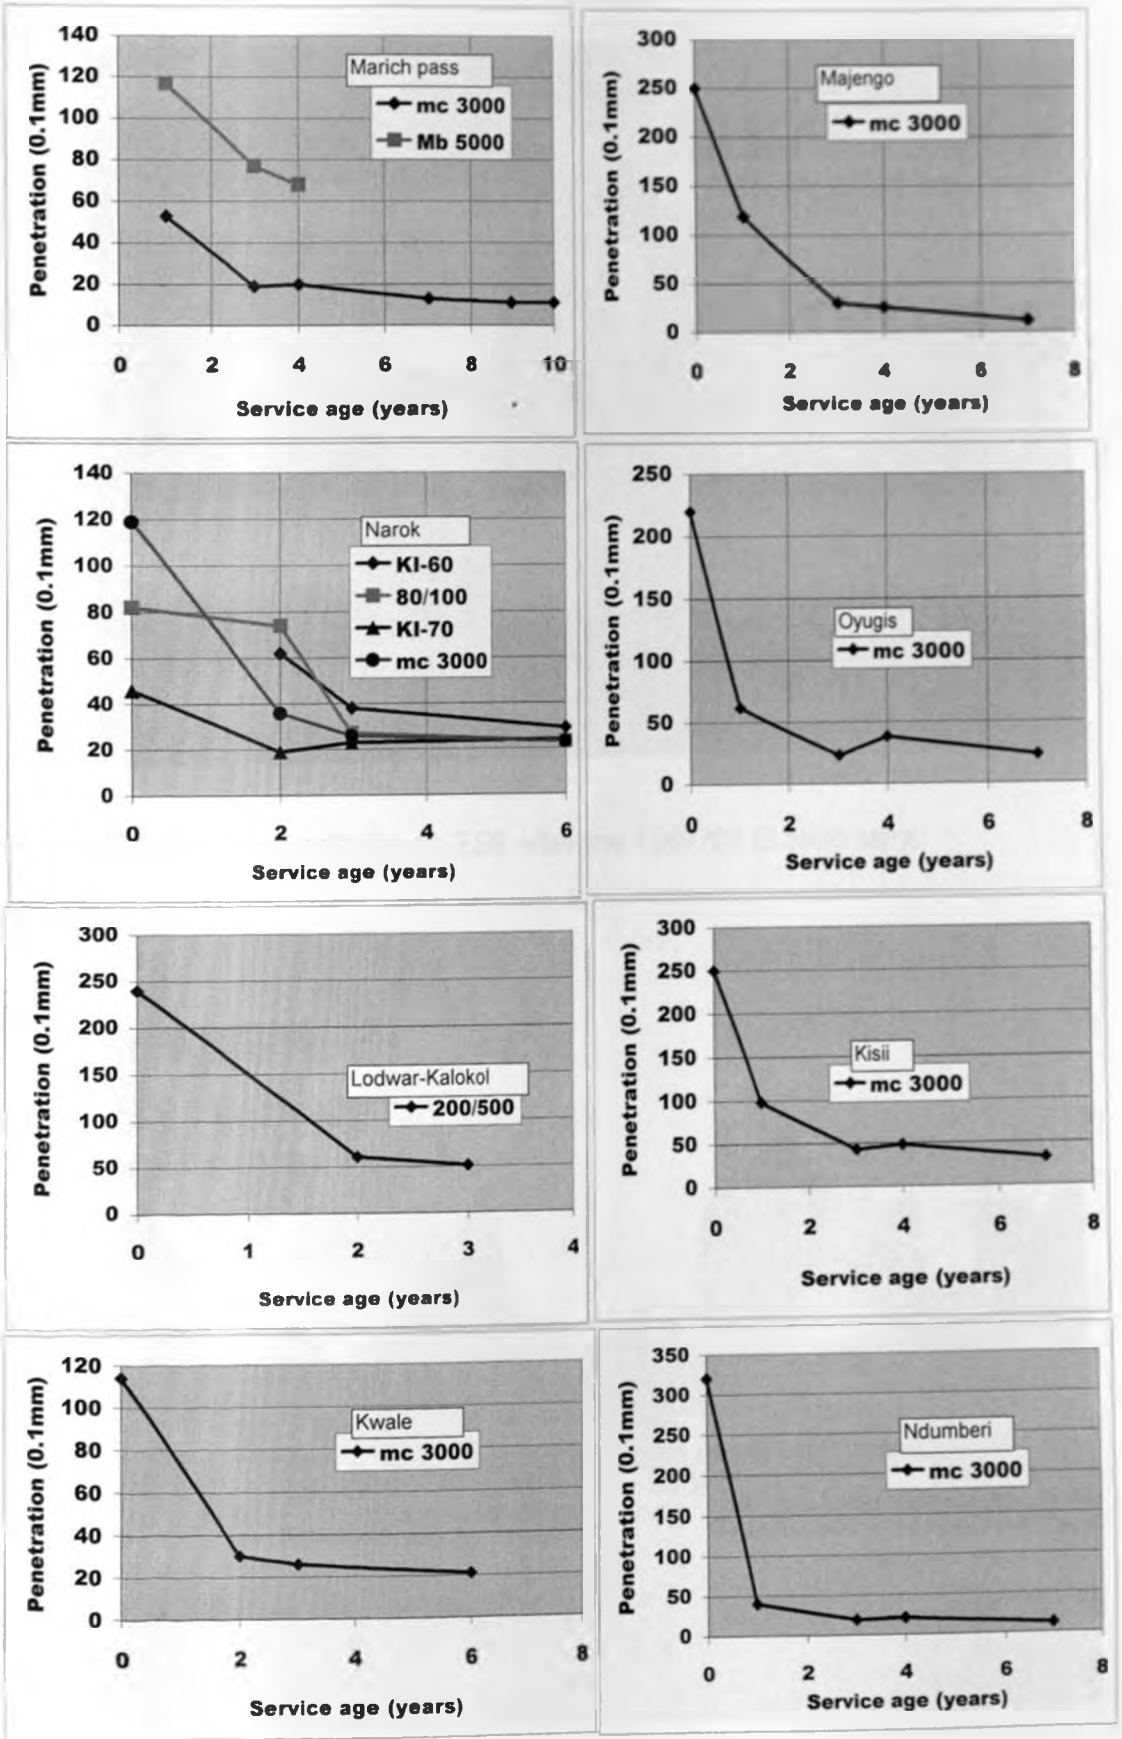 140
120
100
80
60
40
20
0
Penetration (0.1mm)
Marich pass
mc 3000
Mb 5000
0 2 4 6 8 10
Service age (years)
300
250
200
150
100
50
0
Penetration (0.1mm)
Majengo
mc 3000
0 2 4 6 8
Service age (years)
140
120
100
80
60
40
20
0
Penetration (0.1mm)
Narok
KI-60
80/100
KI-70
mc 3000
0 2 4 6
Service age (years)
250
200
150
100
50
0
Penetration (0.1mm)
Oyugis
mc 3000
0 2 4 6 8
Service age (years)
300
250
200
150
100
50
0
Penetration (0.1mm)
Lodwar-Kalokol
200/500
0 1 2 3 4
Service age (years)
300
250
200
150
100
50
0
Penetration (0.1mm)
Kisii
mc 3000
0 2 4 6 8
Service age (years)
120
100
80
60
40
20
0
Penetration (0.1mm)
Kwale
mc 3000
0 2 4 6 8
Service age (years)
350
300
250
200
150
100
50
0
Penetration (0.1mm)
Ndumberi
mc 3000
0 2 4 6 8
Service age (years)